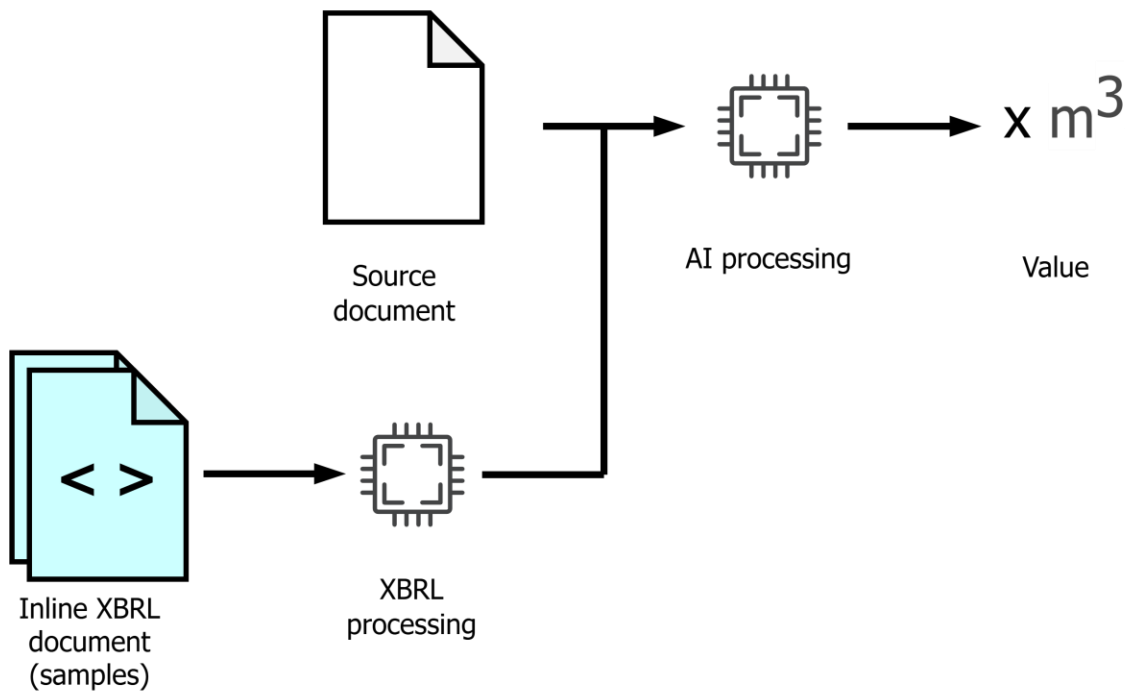 x m³
Source
document
AI processing
Value
< >
Inline XBRL
document
(samples)
XBRL
processing